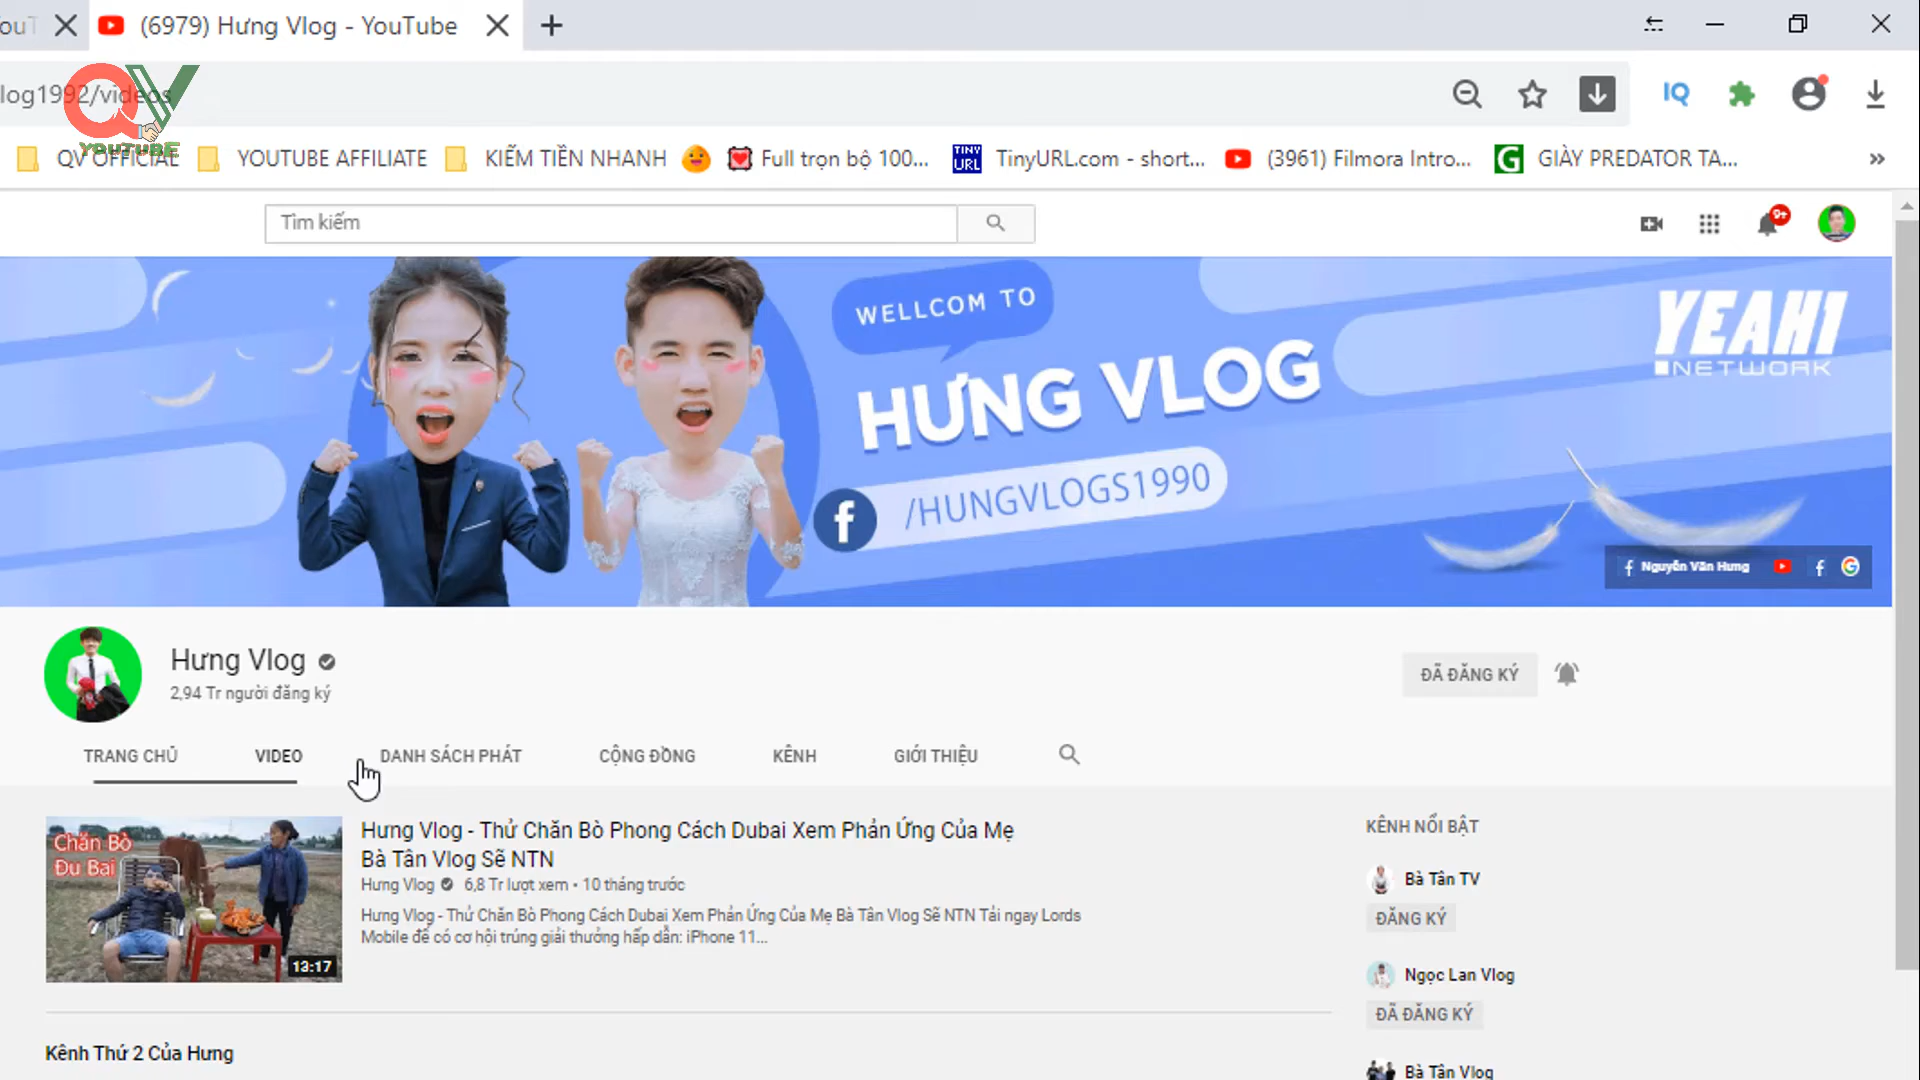 (6979) Hưng Vlog - YouTube
log1992/videos
QV
YOUTUBE
IQ
QV OFFICIAL
YOUTUBE AFFILIATE
KIẾM TIỀN NHANH
Full trọn bộ 100...
TINY URL
TinyURL.com - short...
(3961) Filmora Intro...
G
GIÀY PREDATOR TA...
Tìm kiếm
9+
WELLCOM TO
HƯNG VLOG
/HUNGVLOGS1990
YEAH1
NETWORK
Nguyễn Văn Hưng
Hưng Vlog
2,94 Tr người đăng ký
ĐÃ ĐĂNG KÝ
TRANG CHỦ
VIDEO
DANH SÁCH PHÁT
CỘNG ĐỒNG
KÊNH
GIỚI THIỆU
Chăn Bò
Đu Bai
13:17
Hưng Vlog - Thử Chăn Bò Phong Cách Dubai Xem Phản Ứng Của Mẹ
Bà Tân Vlog Sẽ NTN
Hưng Vlog 6,8 Tr lượt xem • 10 tháng trước
Hưng Vlog - Thử Chăn Bò Phong Cách Dubai Xem Phản Ứng Của Mẹ Bà Tân Vlog Sẽ NTN Tải ngay Lords
Mobile để có cơ hội trúng giải thưởng hấp dẫn: iPhone 11...
KÊNH NỔI BẬT
Bà Tân TV
ĐĂNG KÝ
Ngọc Lan Vlog
ĐÃ ĐĂNG KÝ
Bà Tân Vlog
Kênh Thứ 2 Của Hưng